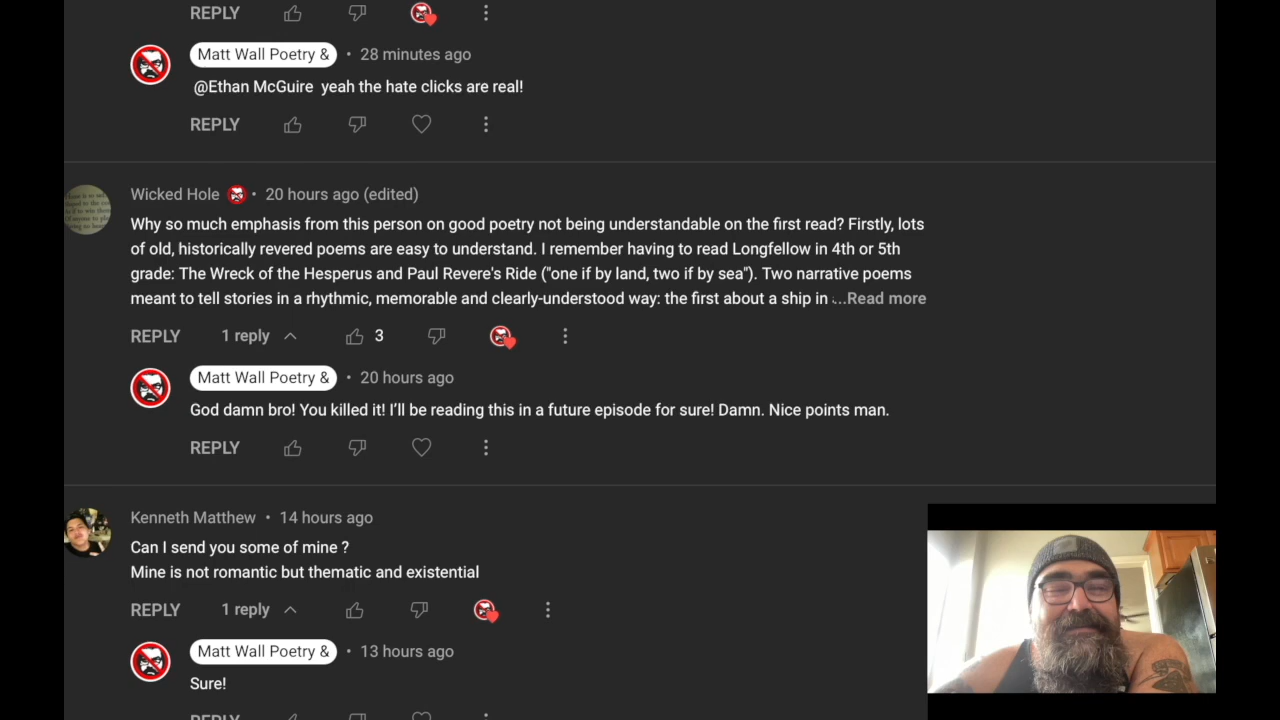 REPLY
Matt Wall Poetry & • 28 minutes ago
@Ethan McGuire yeah the hate clicks are real!
REPLY
Wicked Hole • 20 hours ago (edited)
Why so much emphasis from this person on good poetry not being understandable on the first read? Firstly, lots
of old, historically revered poems are easy to understand. I remember having to read Longfellow in 4th or 5th
grade: The Wreck of the Hesperus and Paul Revere's Ride ("one if by land, two if by sea"). Two narrative poems
meant to tell stories in a rhythmic, memorable and clearly-understood way: the first about a ship in ...Read more
REPLY 1 reply 3
Matt Wall Poetry & • 20 hours ago
God damn bro! You killed it! I'll be reading this in a future episode for sure! Damn. Nice points man.
REPLY
Kenneth Matthew • 14 hours ago
Can I send you some of mine ?
Mine is not romantic but thematic and existential
REPLY 1 reply
Matt Wall Poetry & • 13 hours ago
Sure!
REPLY